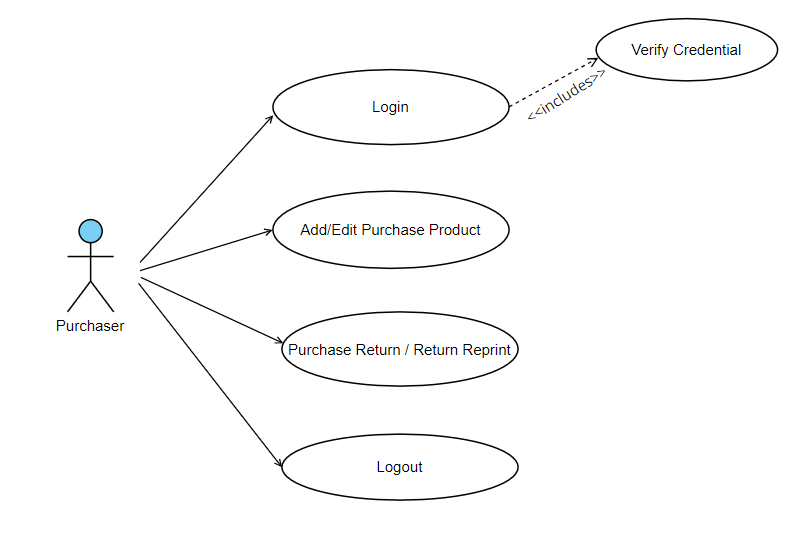 Verify Credential
<<includes>>
Login
Add/Edit Purchase Product
Purchaser
Purchase Return / Return Reprint
Logout